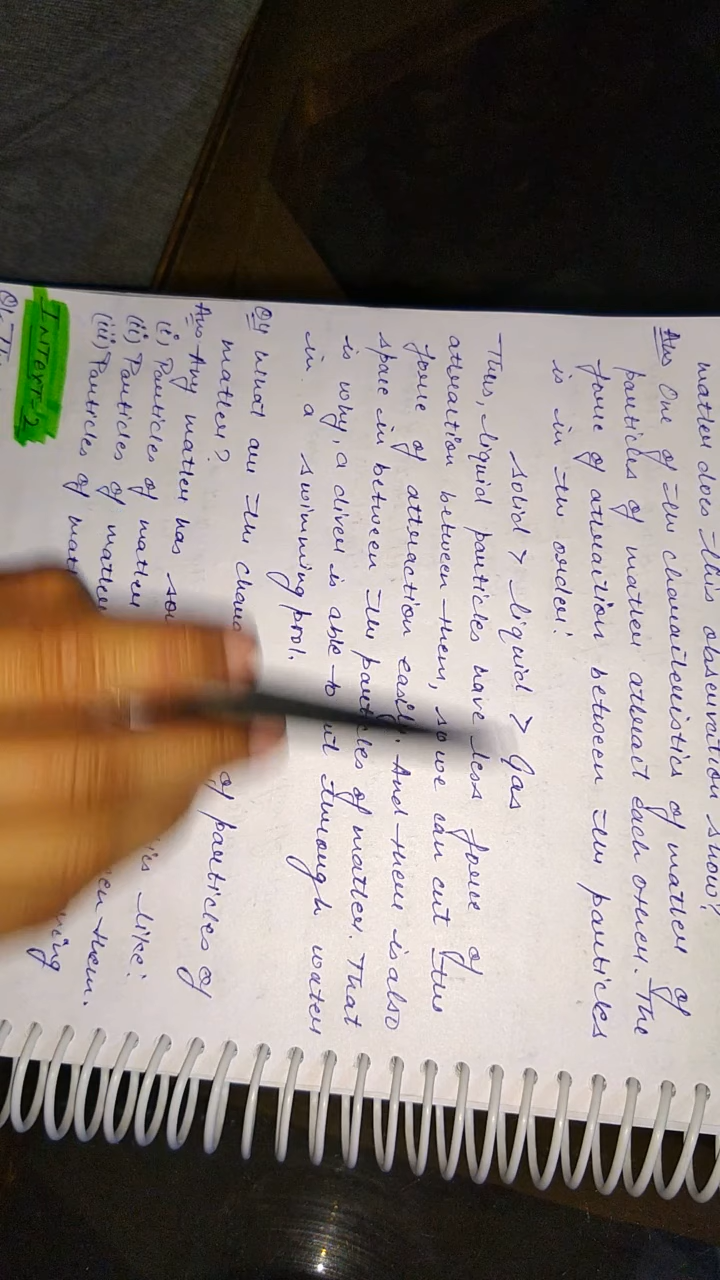 matter does this observation show?
Ans One of the characteristics of matter of
particles of matter attract each other. The
force of attraction between the particles
is in the order:
solid > liquid > gas
Thus, liquid particles have less force of
attraction between them, so we can cut the
force of attraction easily. And there is also
space in between the particles of matter. That
is why, a diver is able to cut through water
in a swimming pool.
Q4 What are the of particles of
matter?
Ans Any matter has like:
(i) Particles of matter
(ii) Particles of matter them.
(iii) Particles of
INTEXT-2
Q1.